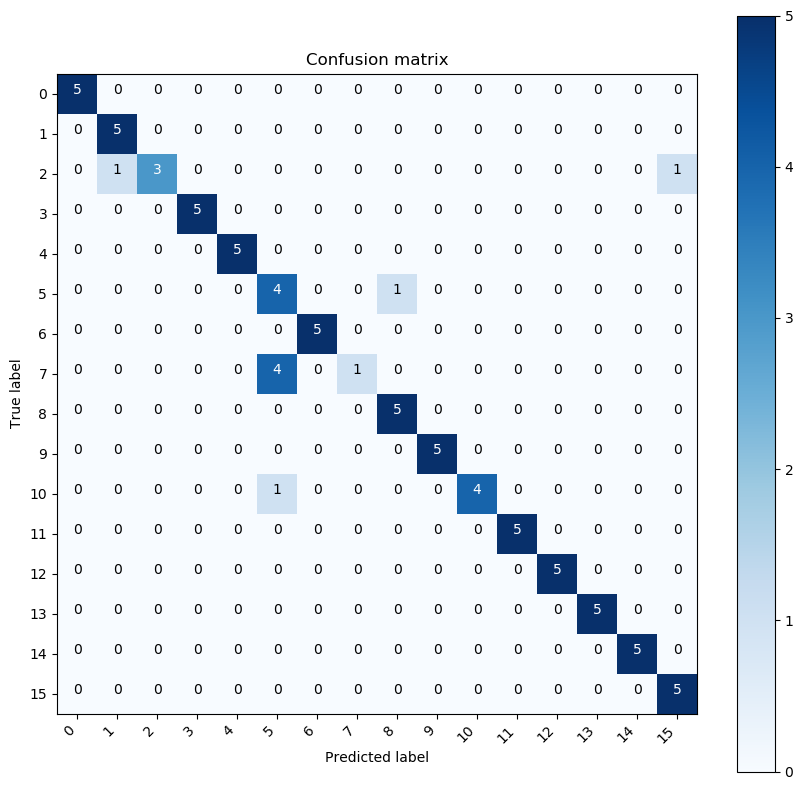 Confusion matrix
0 5 0 0 0 0 0 0 0 0 0 0 0 0 0 0 0
1 0 5 0 0 0 0 0 0 0 0 0 0 0 0 0 0
2 0 1 3 0 0 0 0 0 0 0 0 0 0 0 0 1
3 0 0 0 5 0 0 0 0 0 0 0 0 0 0 0 0
4 0 0 0 0 5 0 0 0 0 0 0 0 0 0 0 0
5 0 0 0 0 0 4 0 0 1 0 0 0 0 0 0 0
6 0 0 0 0 0 0 5 0 0 0 0 0 0 0 0 0
7 0 0 0 0 0 4 0 1 0 0 0 0 0 0 0 0
8 0 0 0 0 0 0 0 0 5 0 0 0 0 0 0 0
9 0 0 0 0 0 0 0 0 0 5 0 0 0 0 0 0
10 0 0 0 0 0 1 0 0 0 0 4 0 0 0 0 0
11 0 0 0 0 0 0 0 0 0 0 0 5 0 0 0 0
12 0 0 0 0 0 0 0 0 0 0 0 0 5 0 0 0
13 0 0 0 0 0 0 0 0 0 0 0 0 0 5 0 0
14 0 0 0 0 0 0 0 0 0 0 0 0 0 0 5 0
15 0 0 0 0 0 0 0 0 0 0 0 0 0 0 0 5
0 1 2 3 4 5 6 7 8 9 10 11 12 13 14 15
Predicted label
True label
5
4
3
2
1
0